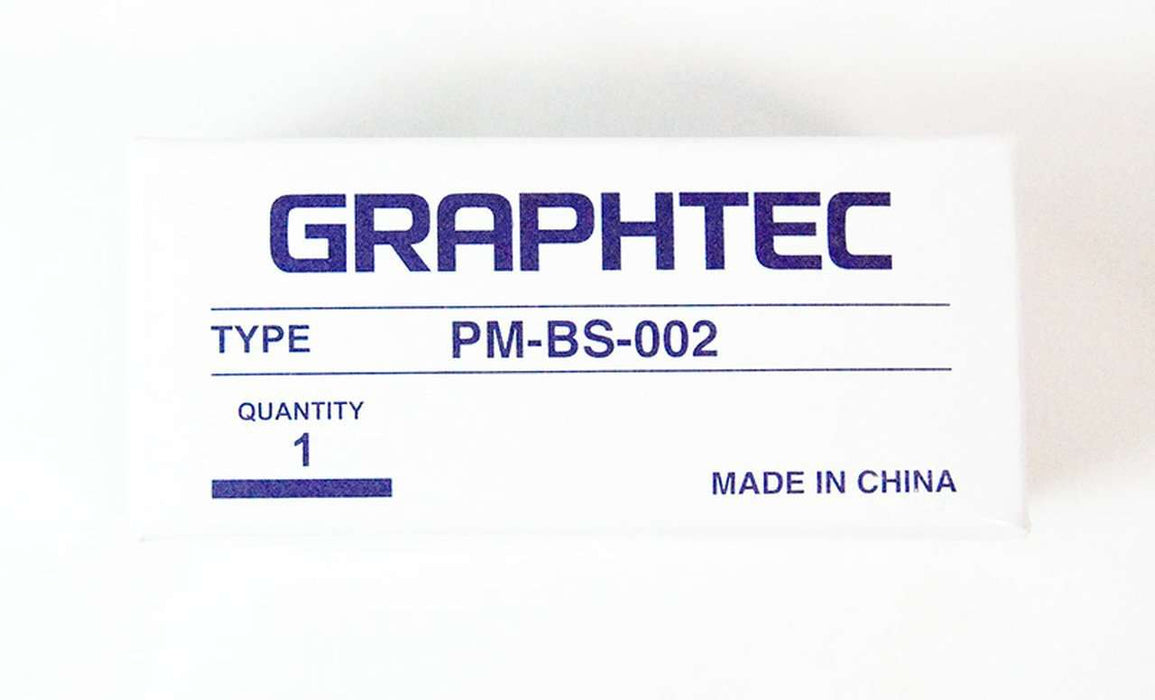 GRAPHTEC
TYPE PM-BS-002
QUANTITY
1
MADE IN CHINA